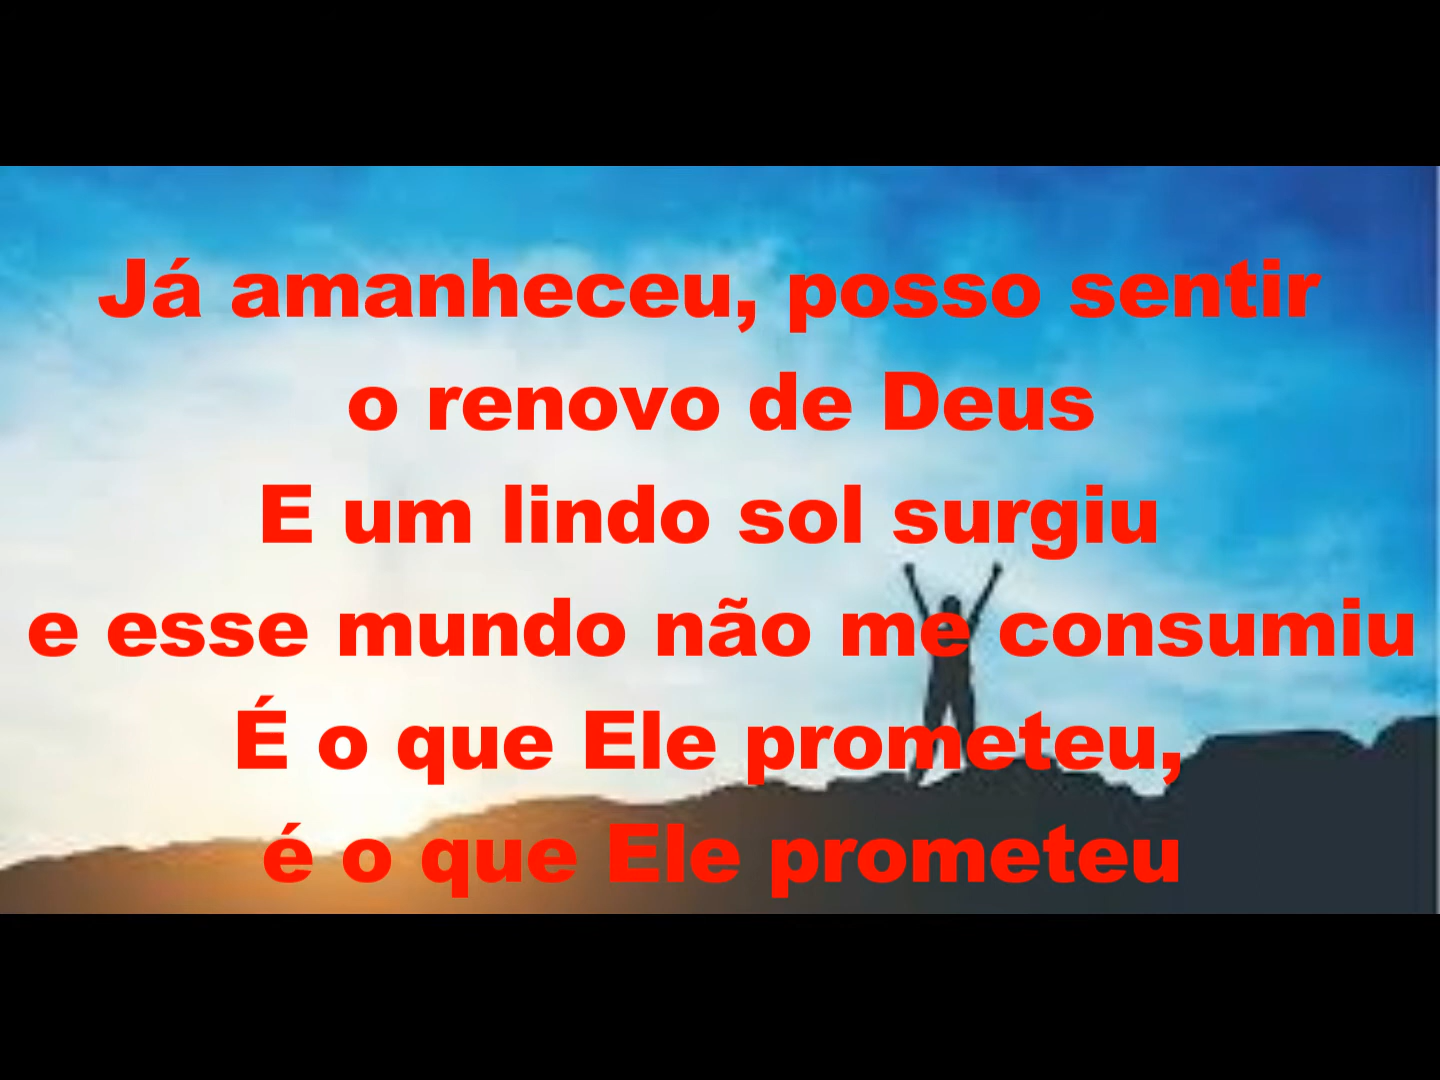 Já amanheceu, posso sentir
o renovo de Deus
E um lindo sol surgiu
e esse mundo não me consumiu
É o que Ele prometeu,
é o que Ele prometeu